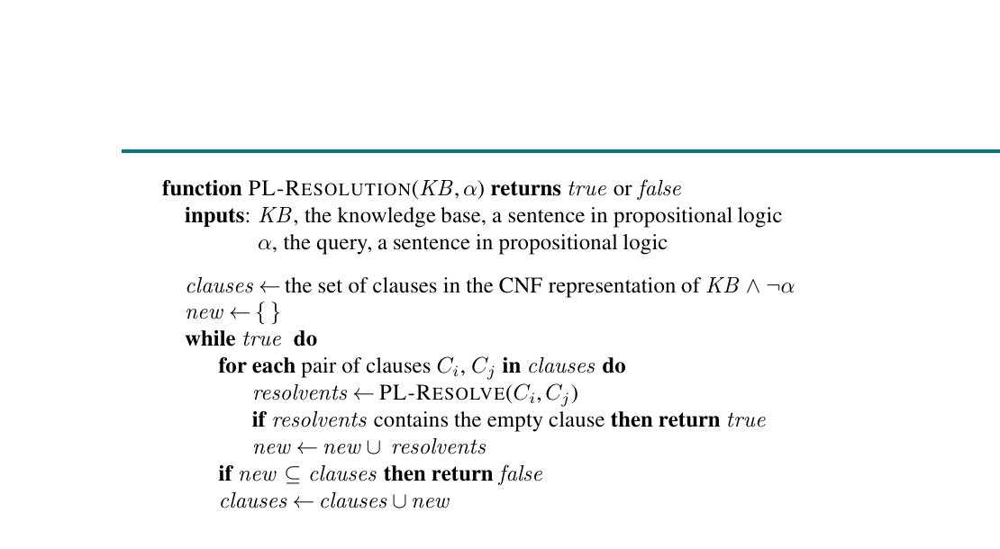 function PL-RESOLUTION(KB, α) returns true or false
inputs: KB, the knowledge base, a sentence in propositional logic
α, the query, a sentence in propositional logic
clauses ← the set of clauses in the CNF representation of KB ∧ ¬α
new ← { }
while true do
for each pair of clauses Cᵢ, Cⱼ in clauses do
resolvents ← PL-RESOLVE(Cᵢ, Cⱼ)
if resolvents contains the empty clause then return true
new ← new ∪ resolvents
if new ⊆ clauses then return false
clauses ← clauses ∪ new